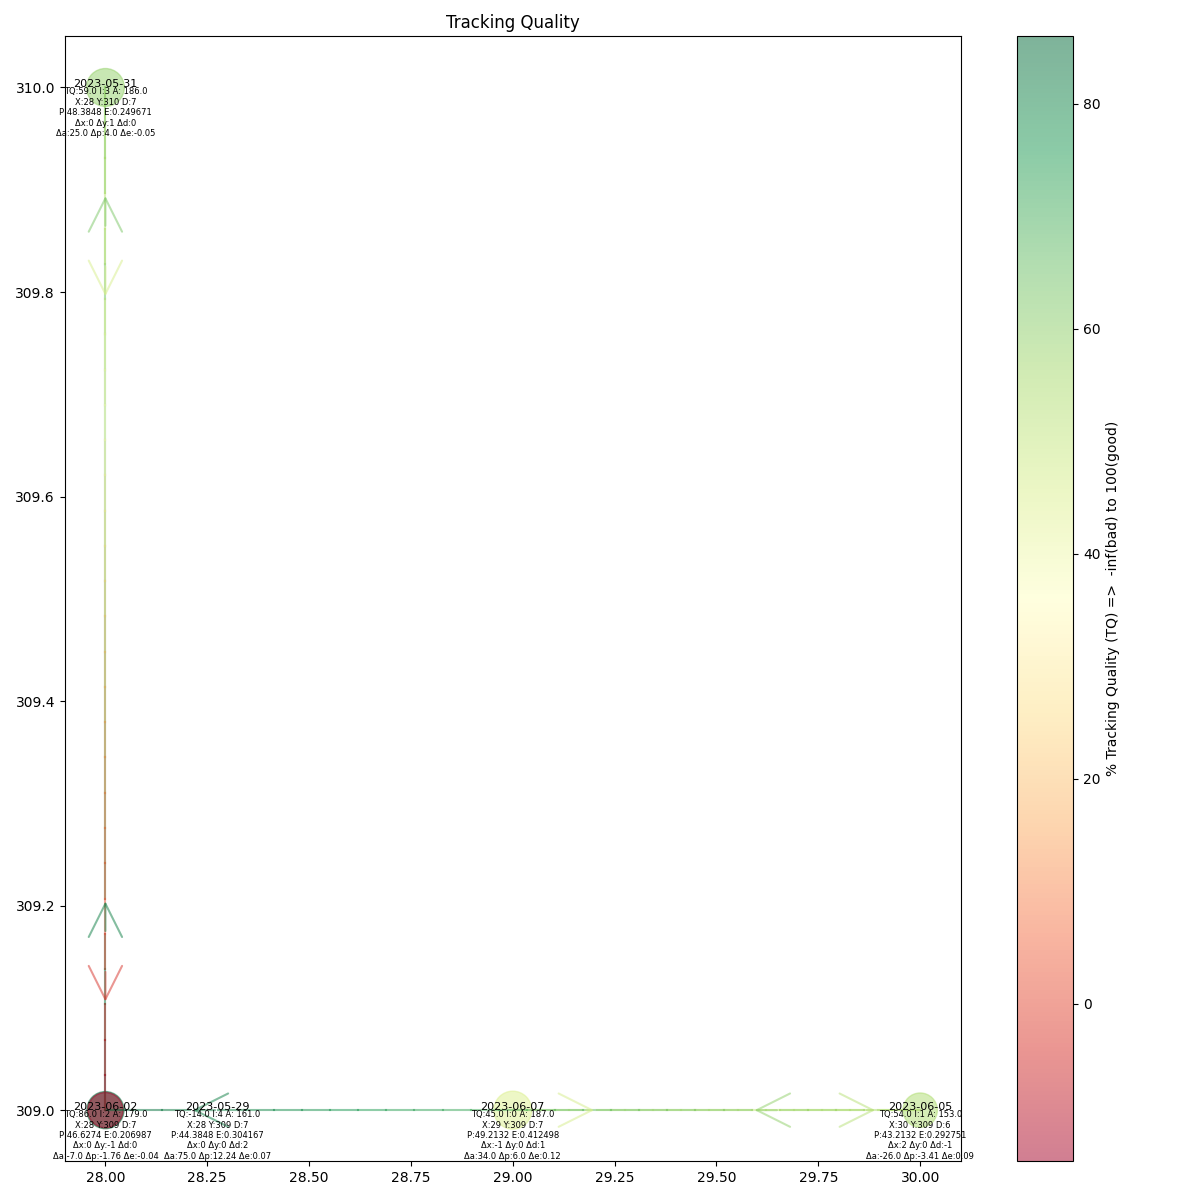 Tracking Quality
310.0
309.8
309.6
309.4
309.2
309.0
2023-05-31
TQ:59.0 I:3 A: 186.0
X:28 Y:310 D:7
P:48.3848 E:0.249671
Δx:0 Δy:1 Δd:0
Δa:25.0 Δp:4.0 Δe:-0.05
2023-06-02
TQ:86.0 I:2 A: 179.0
X:28 Y:309 D:7
P:46.6274 E:0.206987
Δx:0 Δy:-1 Δd:0
Δa:-7.0 Δp:-1.76 Δe:-0.04
2023-05-29
TQ:-14.0 I:4 A: 161.0
X:28 Y:309 D:7
P:44.3848 E:0.304167
Δx:0 Δy:0 Δd:2
Δa:75.0 Δp:12.24 Δe:0.07
2023-06-07
TQ:45.0 I:0 A: 187.0
X:29 Y:309 D:7
P:49.2132 E:0.412498
Δx:-1 Δy:0 Δd:1
Δa:34.0 Δp:6.0 Δe:0.12
2023-06-05
TQ:54.0 I:1 A: 153.0
X:30 Y:309 D:6
P:43.2132 E:0.292751
Δx:2 Δy:0 Δd:-1
Δa:-26.0 Δp:-3.41 Δe:0.09
28.00
28.25
28.50
28.75
29.00
29.25
29.50
29.75
30.00
80
60
40
20
0
% Tracking Quality (TQ) => -inf(bad) to 100(good)